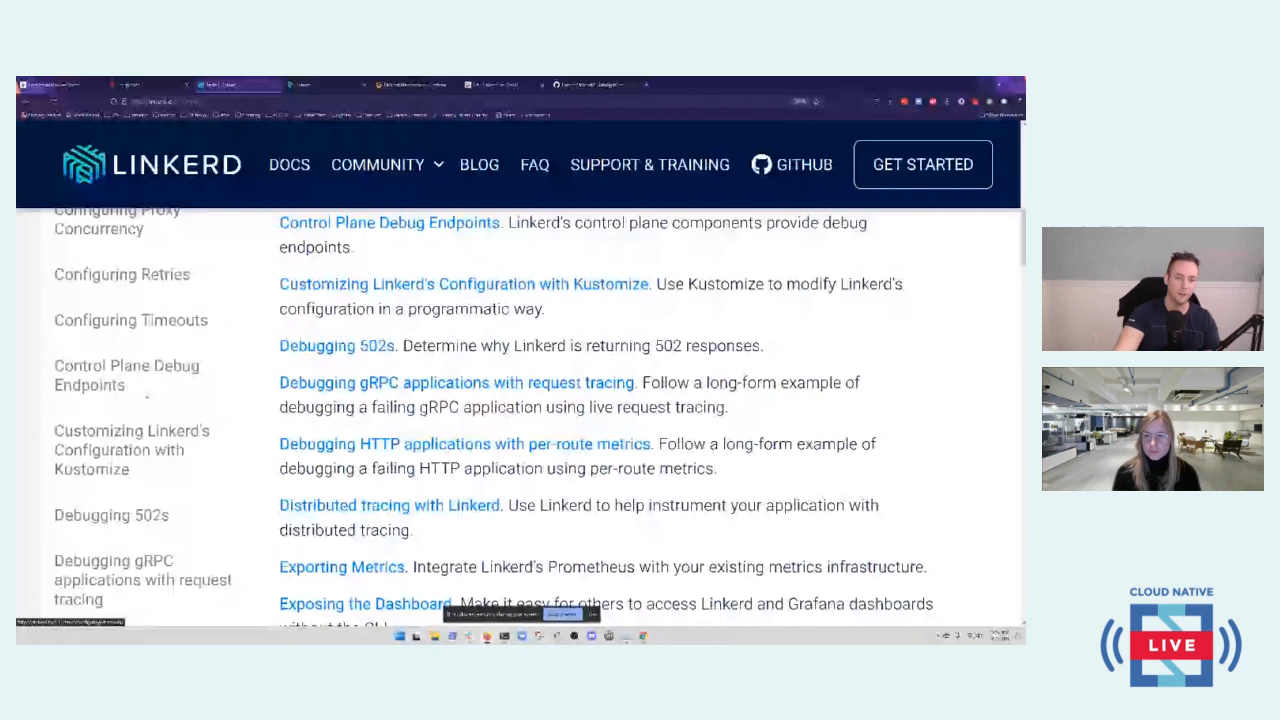 LINKERD DOCS COMMUNITY BLOG FAQ SUPPORT & TRAINING GITHUB GET STARTED
Configuring Proxy
Concurrency
Configuring Retries
Configuring Timeouts
Control Plane Debug
Endpoints
Customizing Linkerd's
Configuration with
Kustomize
Debugging 502s
Debugging gRPC
applications with request
tracing
Control Plane Debug Endpoints. Linkerd's control plane components provide debug
endpoints.
Customizing Linkerd's Configuration with Kustomize. Use Kustomize to modify Linkerd's
configuration in a programmatic way.
Debugging 502s. Determine why Linkerd is returning 502 responses.
Debugging gRPC applications with request tracing. Follow a long-form example of
debugging a failing gRPC application using live request tracing.
Debugging HTTP applications with per-route metrics. Follow a long-form example of
debugging a failing HTTP application using per-route metrics.
Distributed tracing with Linkerd. Use Linkerd to help instrument your application with
distributed tracing.
Exporting Metrics. Integrate Linkerd's Prometheus with your existing metrics infrastructure.
Exposing the Dashboard. Make it easy for others to access Linkerd and Grafana dashboards
without the CLI
CLOUD NATIVE
LIVE